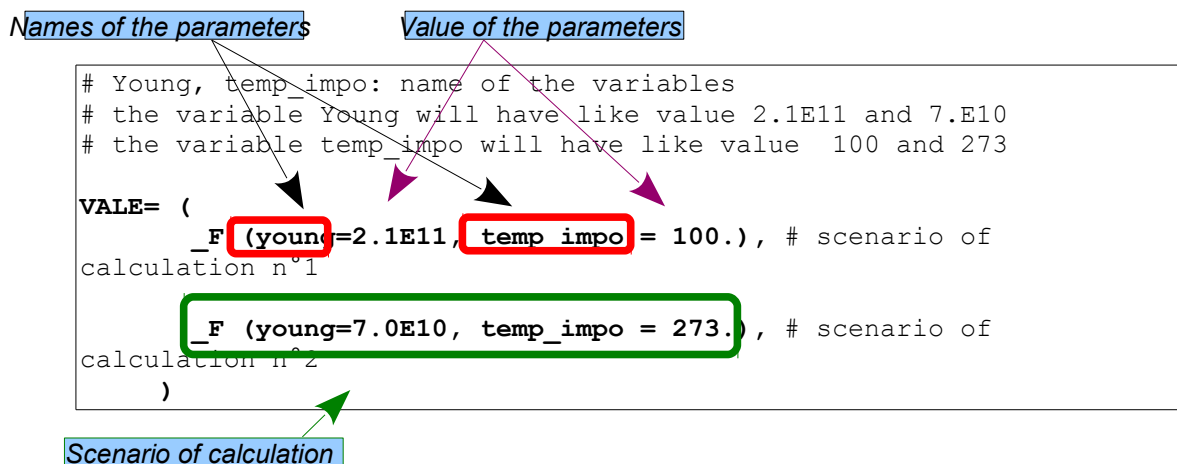 Names of the parameters Value of the parameters
# Young, temp_impo: name of the variables
# the variable Young will have like value 2.1E11 and 7.E10
# the variable temp_impo will have like value 100 and 273
VALE= (
_F (young=2.1E11, temp_impo = 100.), # scenario of
calculation n°1
_F (young=7.0E10, temp_impo = 273.), # scenario of
calculation n°2
)
Scenario of calculation